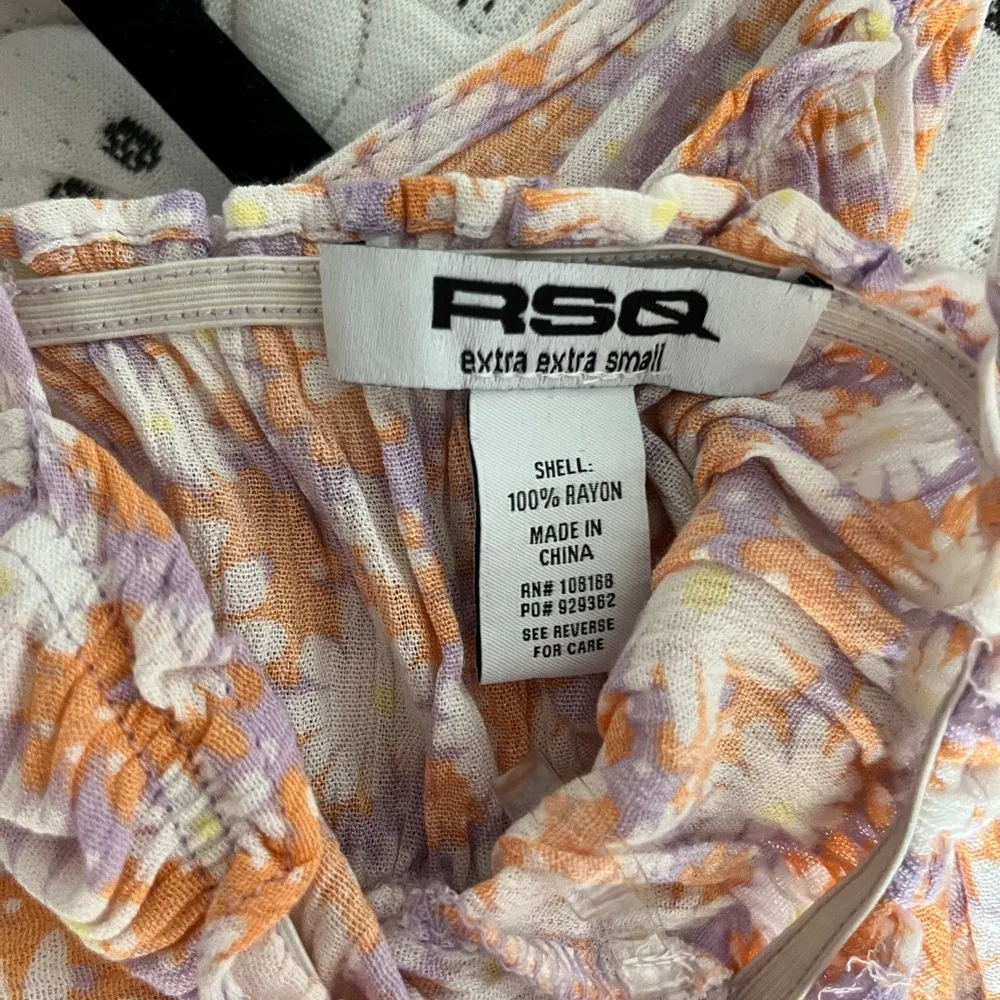 RSQ
extra extra small
SHELL:
100% RAYON
MADE IN
CHINA
RN# 108168
PO# 929362
SEE REVERSE
FOR CARE